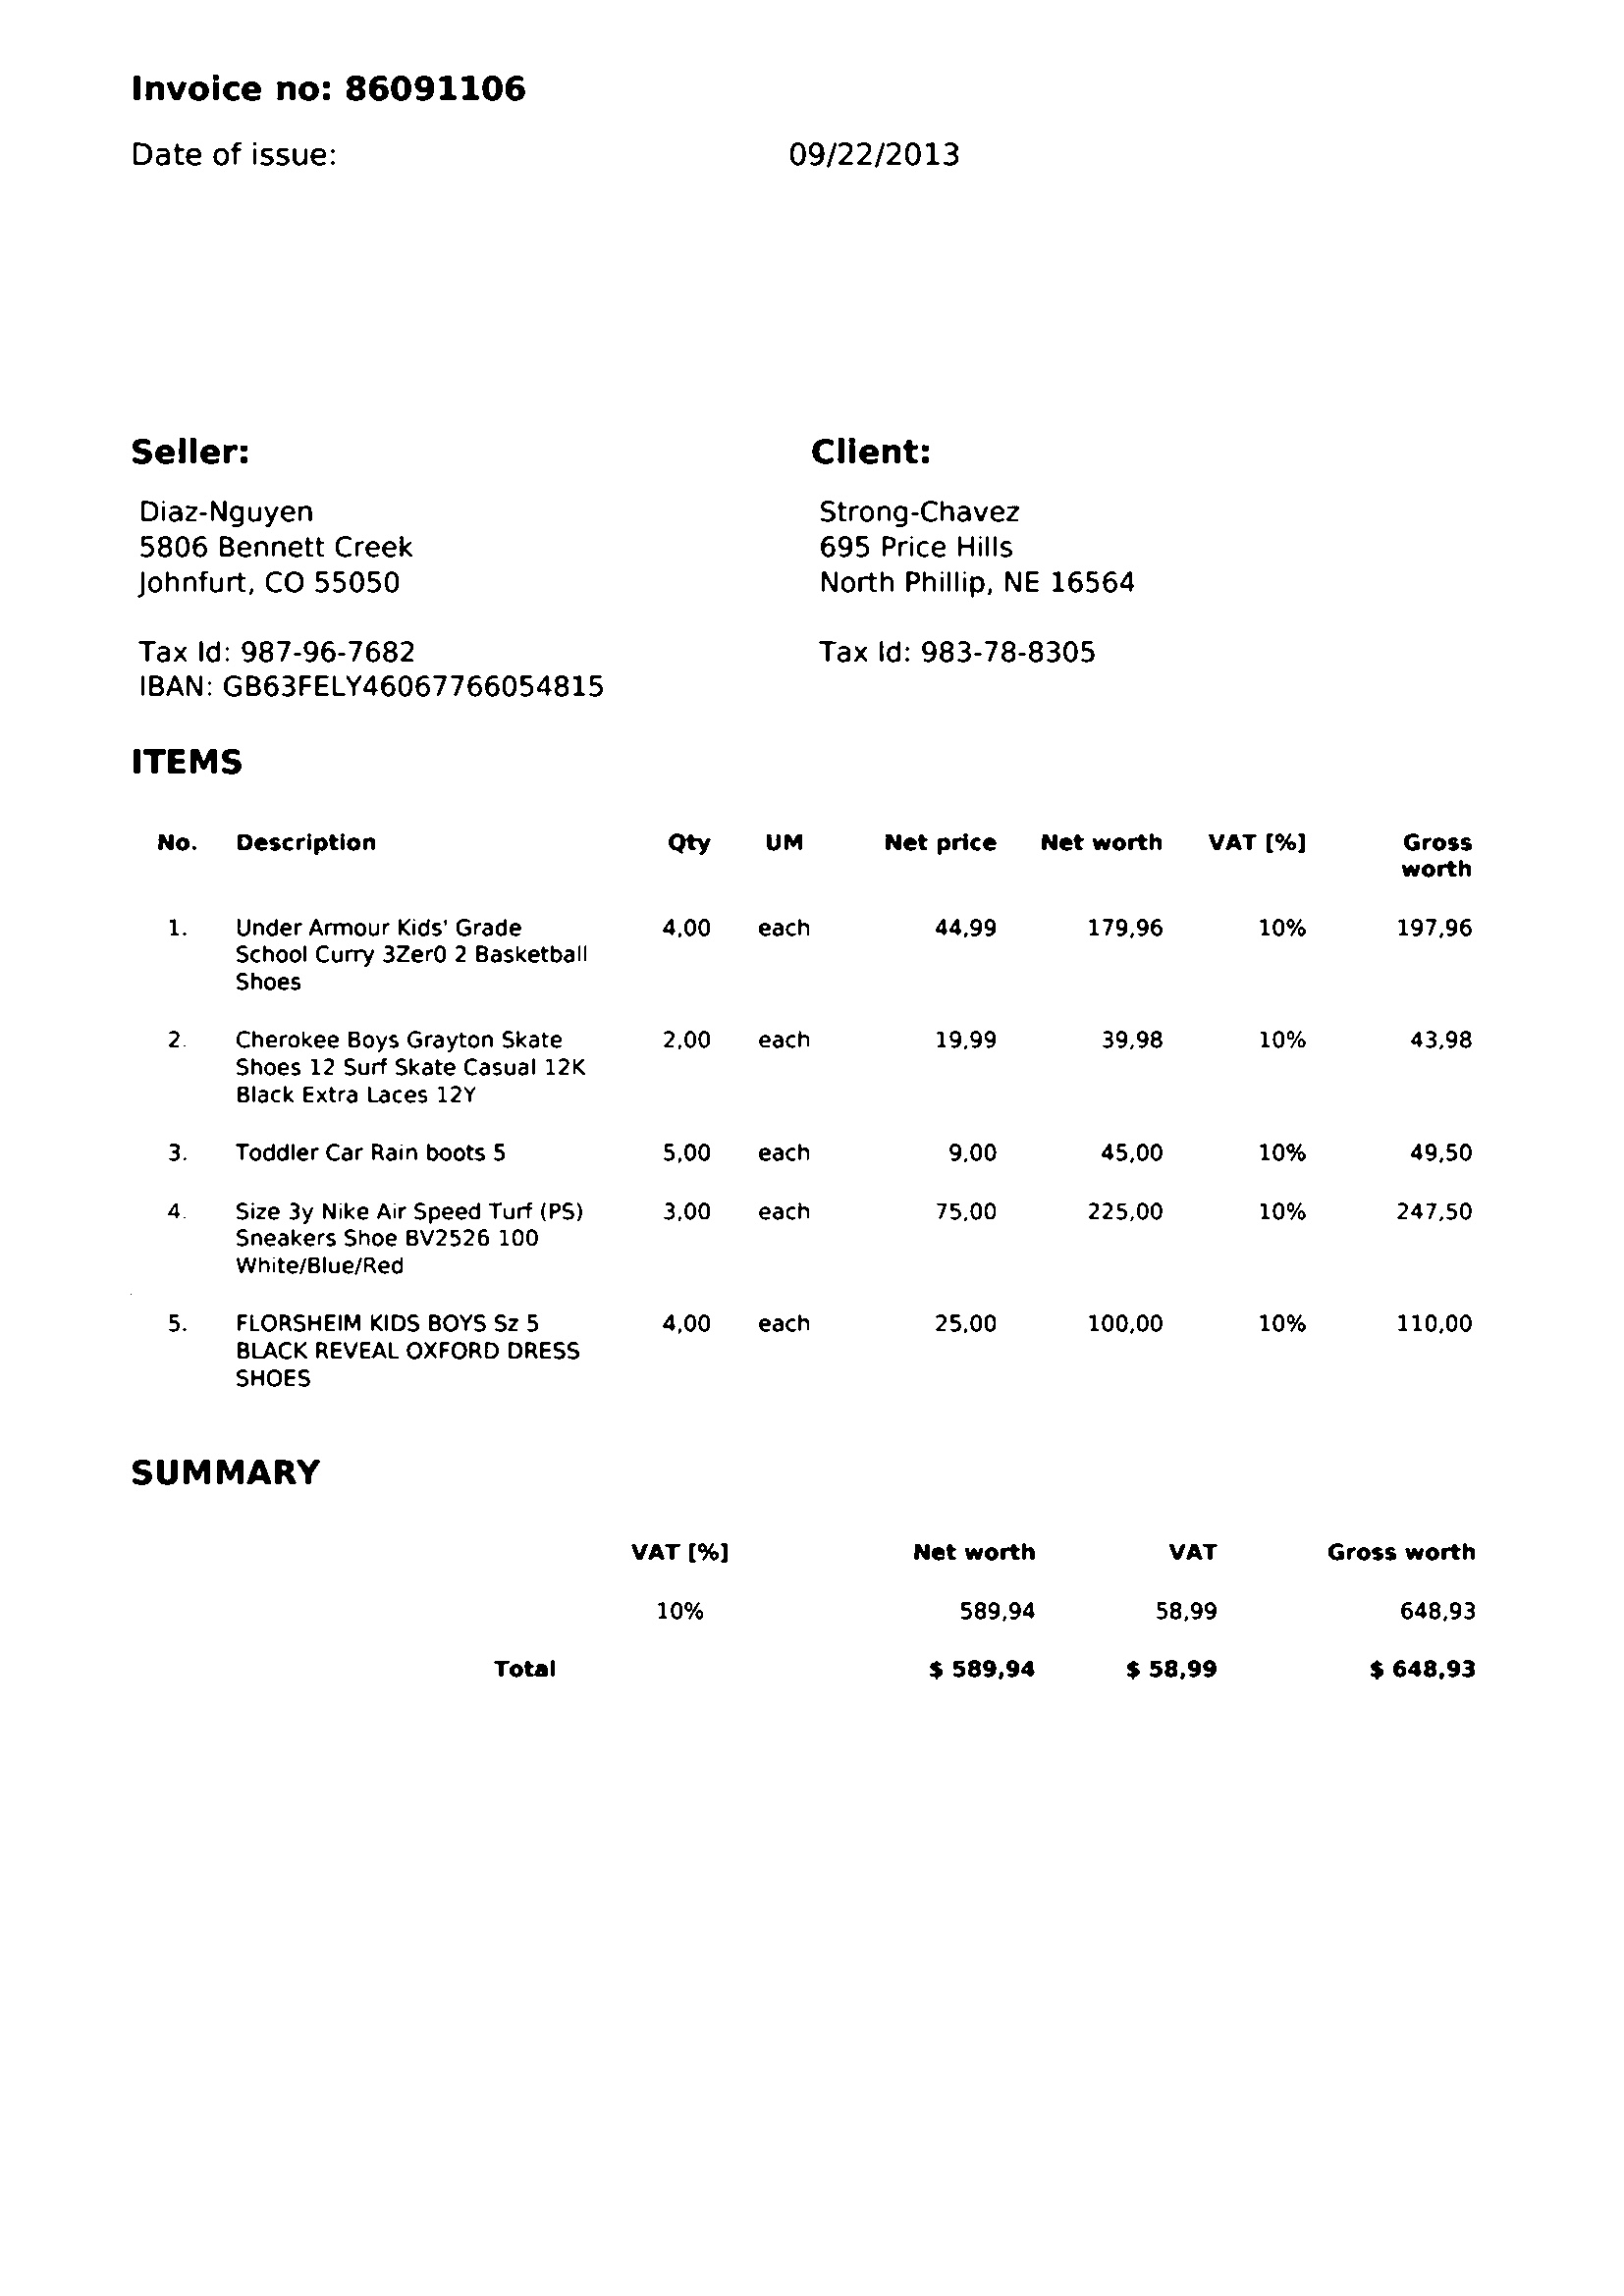 Invoice no: 86091106
Date of issue: 09/22/2013
Seller: Client:
Diaz-Nguyen Strong-Chavez
5806 Bennett Creek 695 Price Hills
Johnfurt, CO 55050 North Phillip, NE 16564
Tax Id: 987-96-7682 Tax Id: 983-78-8305
IBAN: GB63FELY46067766054815
ITEMS
No. Description Qty UM Net price Net worth VAT [%] Gross
worth
1. Under Armour Kids' Grade 4,00 each 44,99 179,96 10% 197,96
School Curry 3Zer0 2 Basketball
Shoes
2. Cherokee Boys Grayton Skate 2,00 each 19,99 39,98 10% 43,98
Shoes 12 Surf Skate Casual 12K
Black Extra Laces 12Y
3. Toddler Car Rain boots 5 5,00 each 9,00 45,00 10% 49,50
4. Size 3y Nike Air Speed Turf (PS) 3,00 each 75,00 225,00 10% 247,50
Sneakers Shoe BV2526 100
White/Blue/Red
5. FLORSHEIM KIDS BOYS Sz 5 4,00 each 25,00 100,00 10% 110,00
BLACK REVEAL OXFORD DRESS
SHOES
SUMMARY
VAT [%] Net worth VAT Gross worth
10% 589,94 58,99 648,93
Total $ 589,94 $ 58,99 $ 648,93